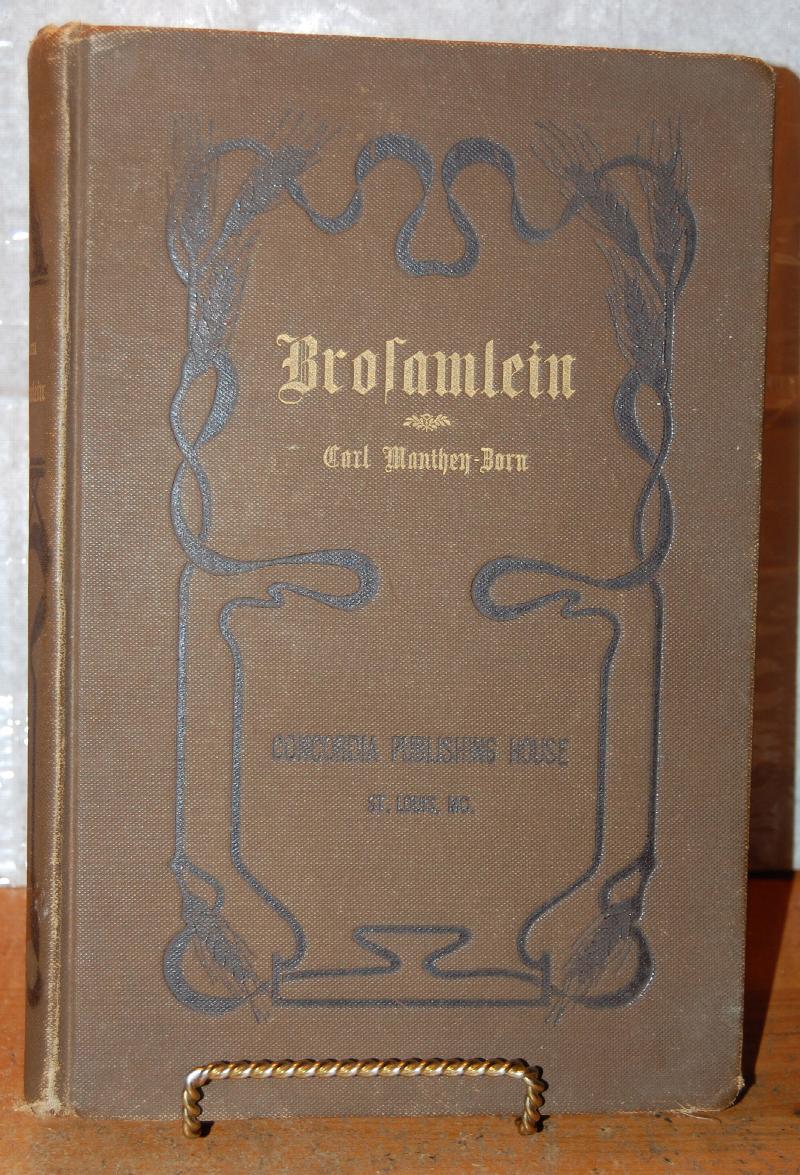 Broſamlein
Carl Manthey-Zorn
CONCORDIA PUBLISHING HOUSE
ST. LOUIS, MO.